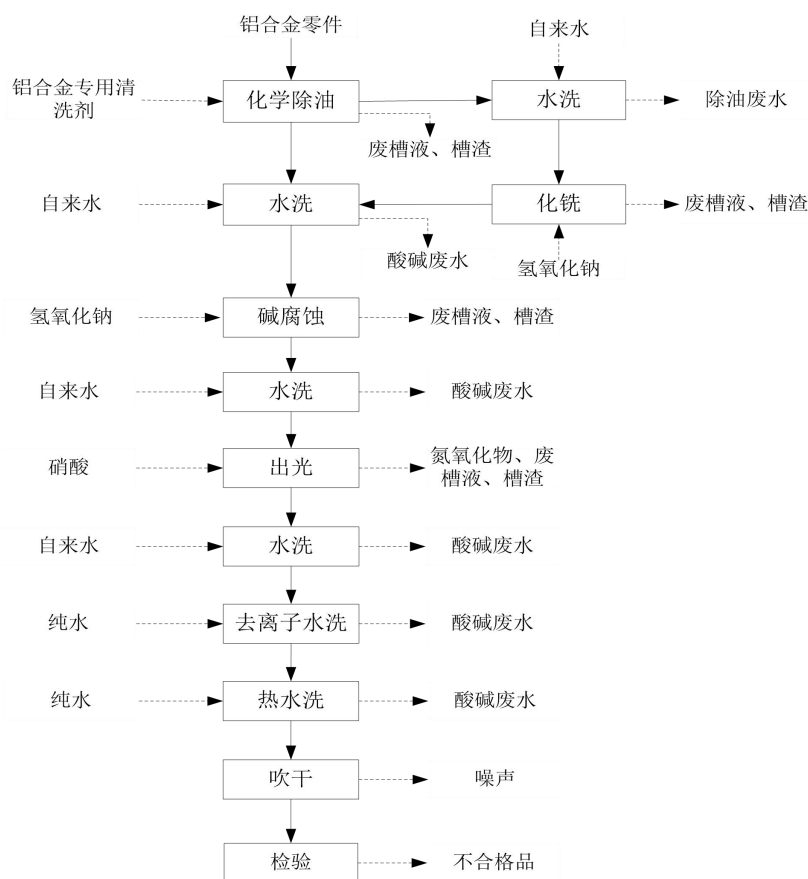 铝合金零件
自来水
铝合金专用清
洗剂
化学除油
水洗
除油废水
废槽液、槽渣
自来水
水洗
化铣
废槽液、槽渣
酸碱废水
氢氧化钠
氢氧化钠
碱腐蚀
废槽液、槽渣
自来水
水洗
酸碱废水
硝酸
出光
氮氧化物、废
槽液、槽渣
自来水
水洗
酸碱废水
纯水
去离子水洗
酸碱废水
纯水
热水洗
酸碱废水
吹干
噪声
检验
不合格品